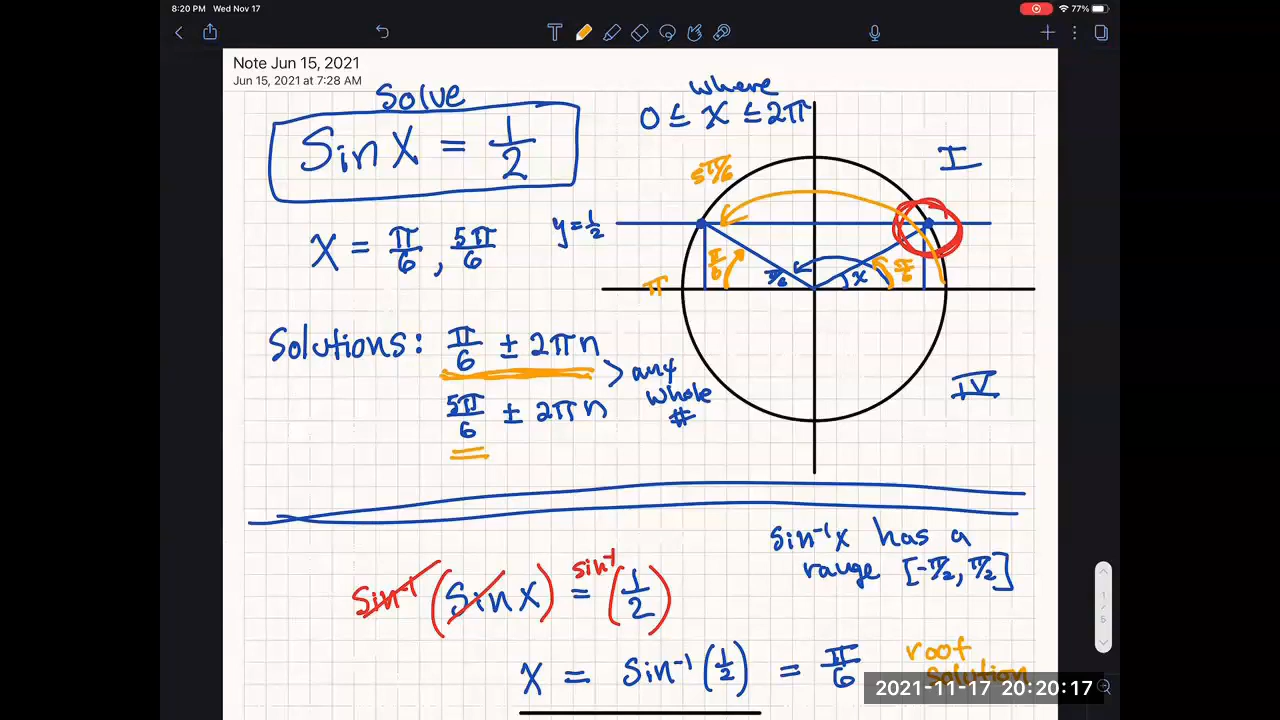 8:20 PM Wed Nov 17
77%
Note Jun 15, 2021
Jun 15, 2021 at 7:28 AM
Solve
Sin X = 1/2
where
0 ≤ X ≤ 2π
I
5π/6
y = 1/2
X = π/6, 5π/6
π
π/6
π/6
x
π/6
Solutions: π/6 ± 2πn
5π/6 ± 2πn
> any
whole
#
IV
sin⁻¹x has a
range [-π/2, π/2]
sin⁻¹(sin X) = sin⁻¹(1/2)
X = sin⁻¹(1/2) = π/6
root
solution
2021-11-17 20:20:17
1/5